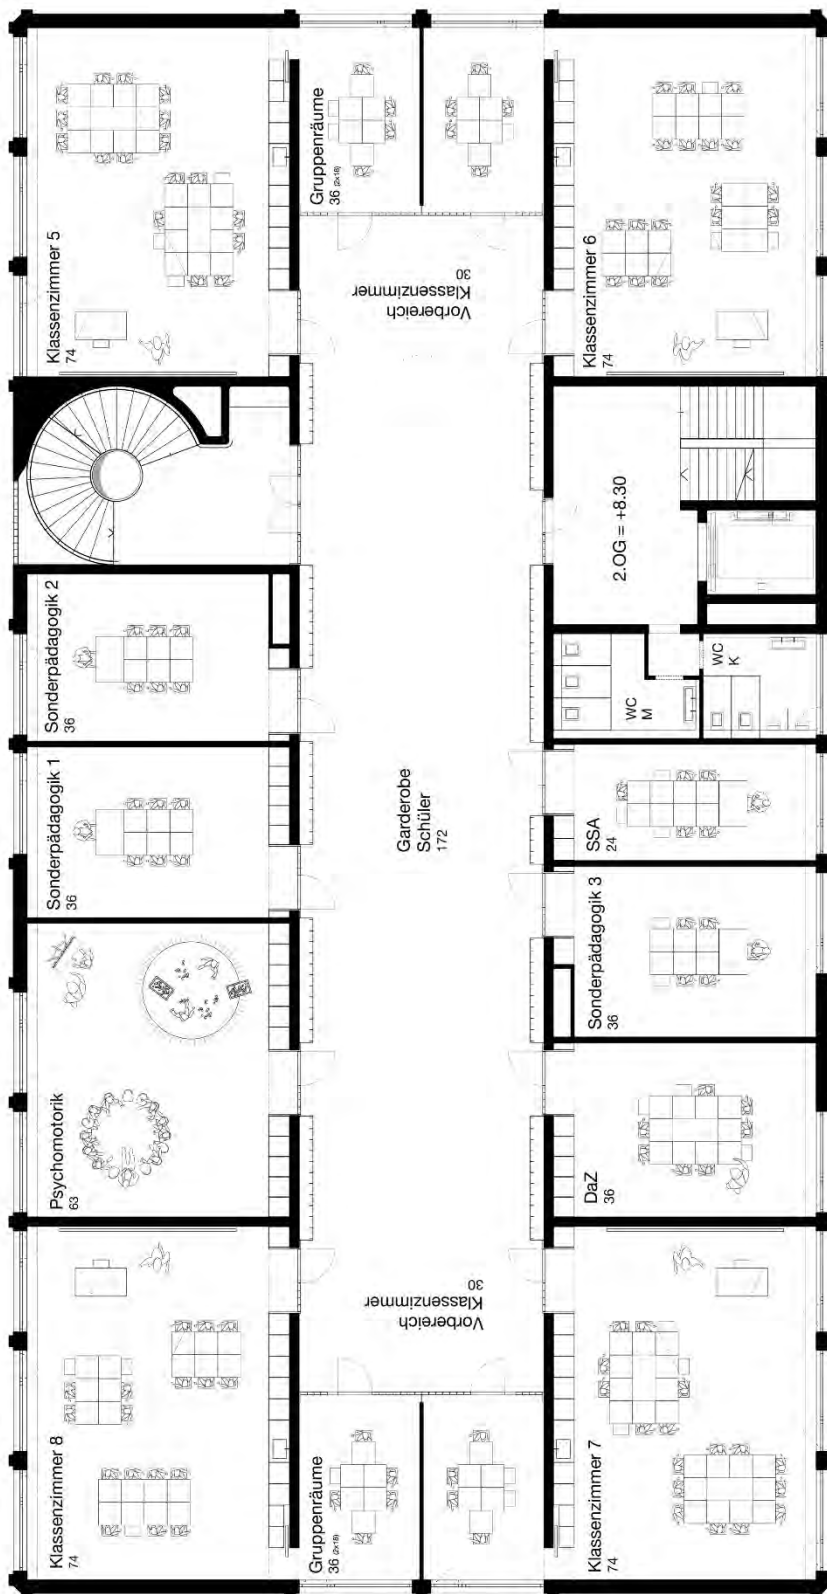 Klassenzimmer 8
74
Psychomotorik
63
Sonderpädagogik 1
36
Sonderpädagogik 2
36
Klassenzimmer 5
74
Gruppenräume
36 (2x18)
Vorbereich
Klassenzimmer
30
Garderobe
Schüler
172
Vorbereich
Klassenzimmer
30
Gruppenräume
36 (2x18)
Klassenzimmer 7
74
DaZ
36
Sonderpädagogik 3
36
SSA
24
WC
M
WC
K
2.OG = +8.30
Klassenzimmer 6
74